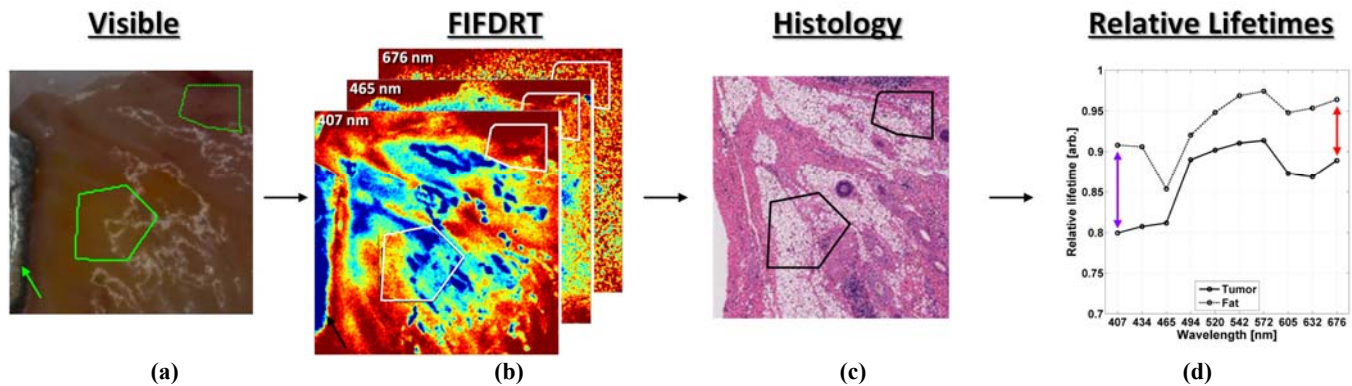 Visible
FIFDRT
Histology
Relative Lifetimes
676 nm
465 nm
407 nm
1
0.95
0.9
0.85
0.8
0.75
0.7
Relative lifetime [arb.]
Tumor
Fat
407 434 465 494 520 542 572 605 632 676
Wavelength [nm]
(a)
(b)
(c)
(d)